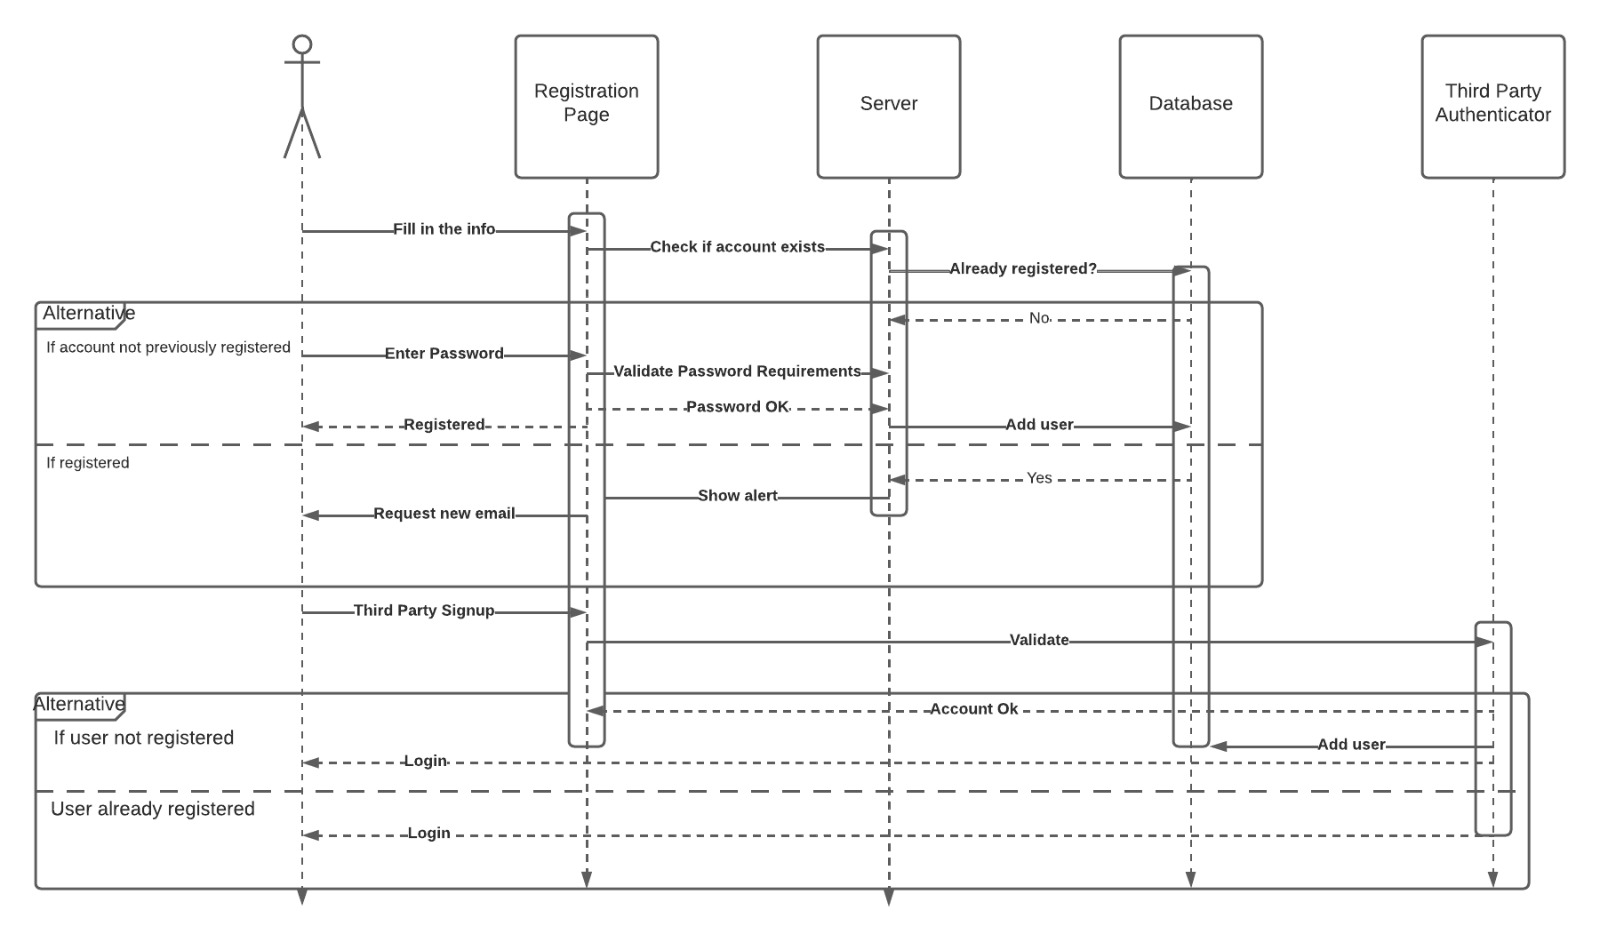 Registration
Page
Server
Database
Third Party
Authenticator
Fill in the info
Check if account exists
Already registered?
Alternative
No
If account not previously registered
Enter Password
Validate Password Requirements
Password OK
Registered
Add user
If registered
Yes
Show alert
Request new email
Third Party Signup
Validate
Alternative
Account Ok
If user not registered
Add user
Login
User already registered
Login